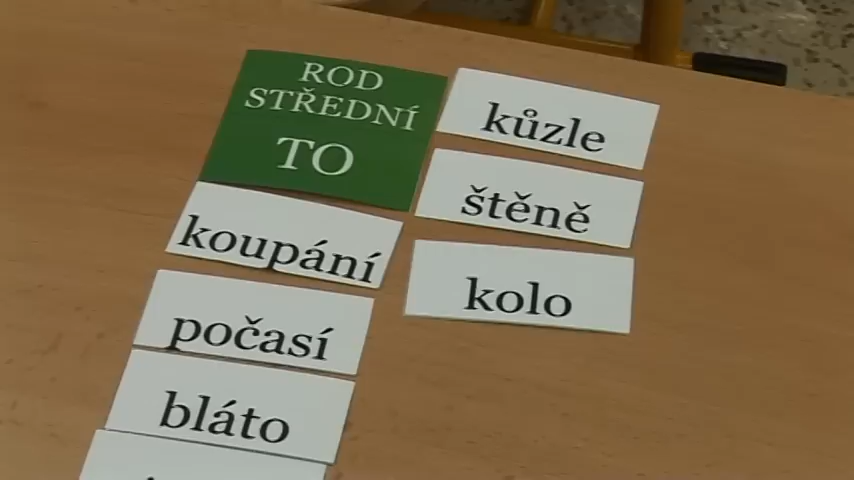 ROD
STŘEDNÍ
TO
koupání
počasí
bláto
kůzle
štěně
kolo